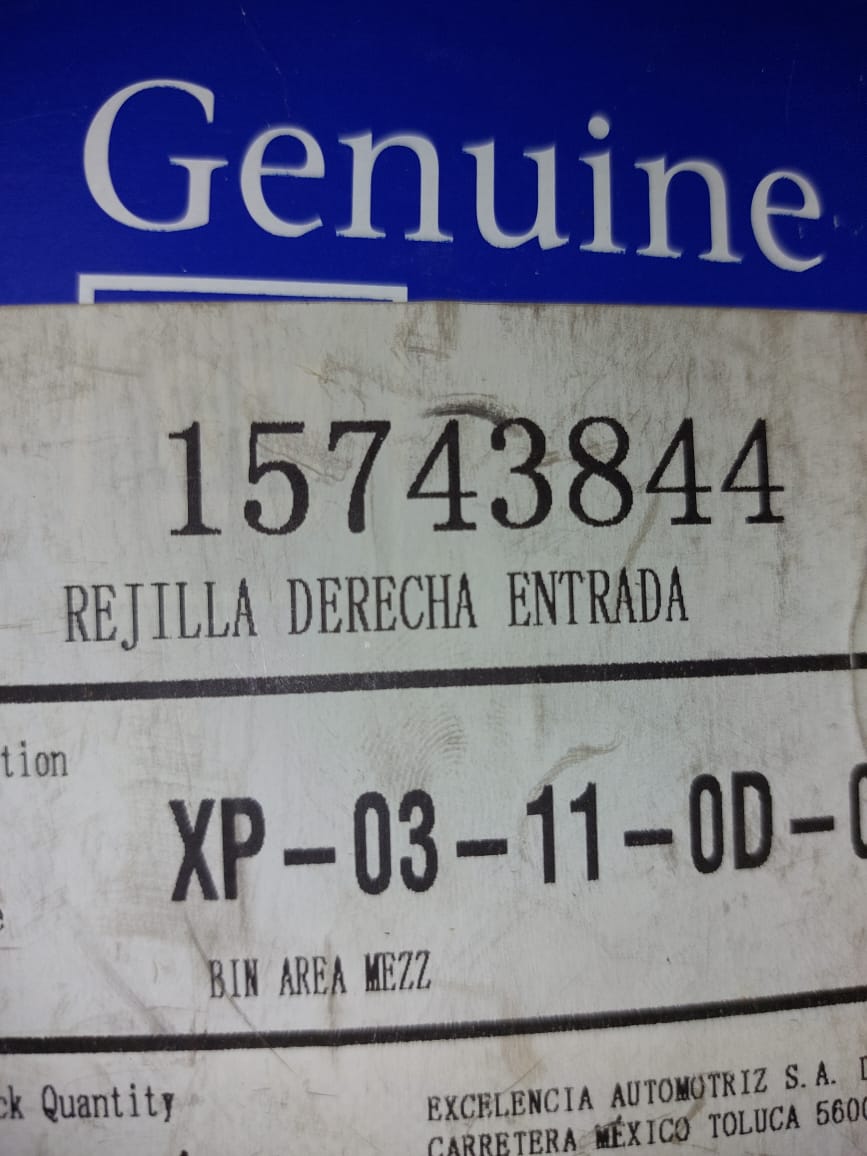 Genuine
15743844
REJILLA DERECHA ENTRADA
tion
XP-03-11-0D-
BIN AREA MEZZ
ck Quantity
EXCELENCIA AUTOMOTRIZ S.A.
CARRETERA MÉXICO TOLUCA 560